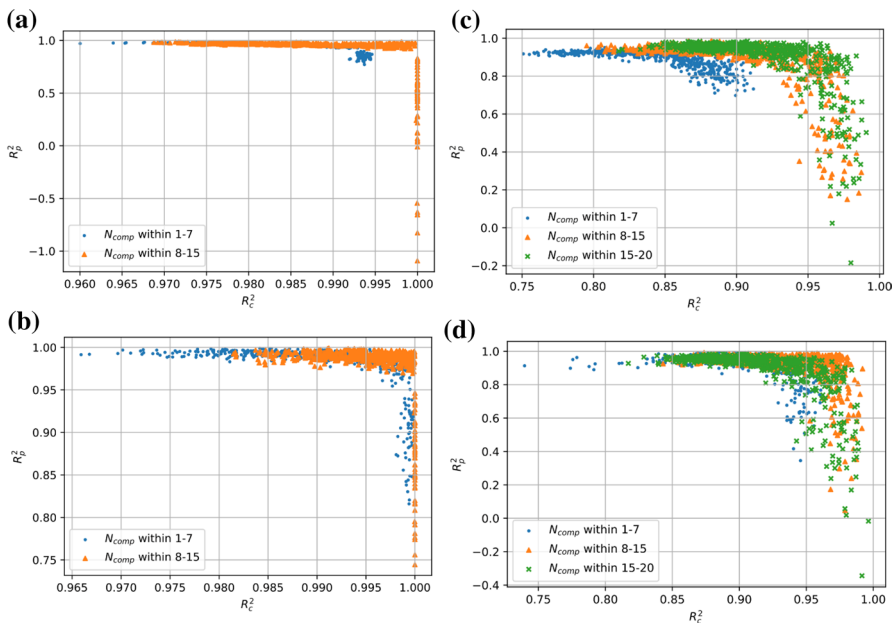 (a)
1.0
0.5
0.0
−0.5
−1.0
R_p^2
N_comp within 1-7
N_comp within 8-15
0.960 0.965 0.970 0.975 0.980 0.985 0.990 0.995 1.000
R_c^2
(c)
1.0
0.8
0.6
0.4
0.2
0.0
−0.2
R_p^2
N_comp within 1-7
N_comp within 8-15
N_comp within 15-20
0.75 0.80 0.85 0.90 0.95 1.00
R_c^2
(b)
1.00
0.95
0.90
0.85
0.80
0.75
R_p^2
N_comp within 1-7
N_comp within 8-15
0.965 0.970 0.975 0.980 0.985 0.990 0.995 1.000
R_c^2
(d)
1.0
0.8
0.6
0.4
0.2
0.0
−0.2
−0.4
R_p^2
N_comp within 1-7
N_comp within 8-15
N_comp within 15-20
0.75 0.80 0.85 0.90 0.95 1.00
R_c^2